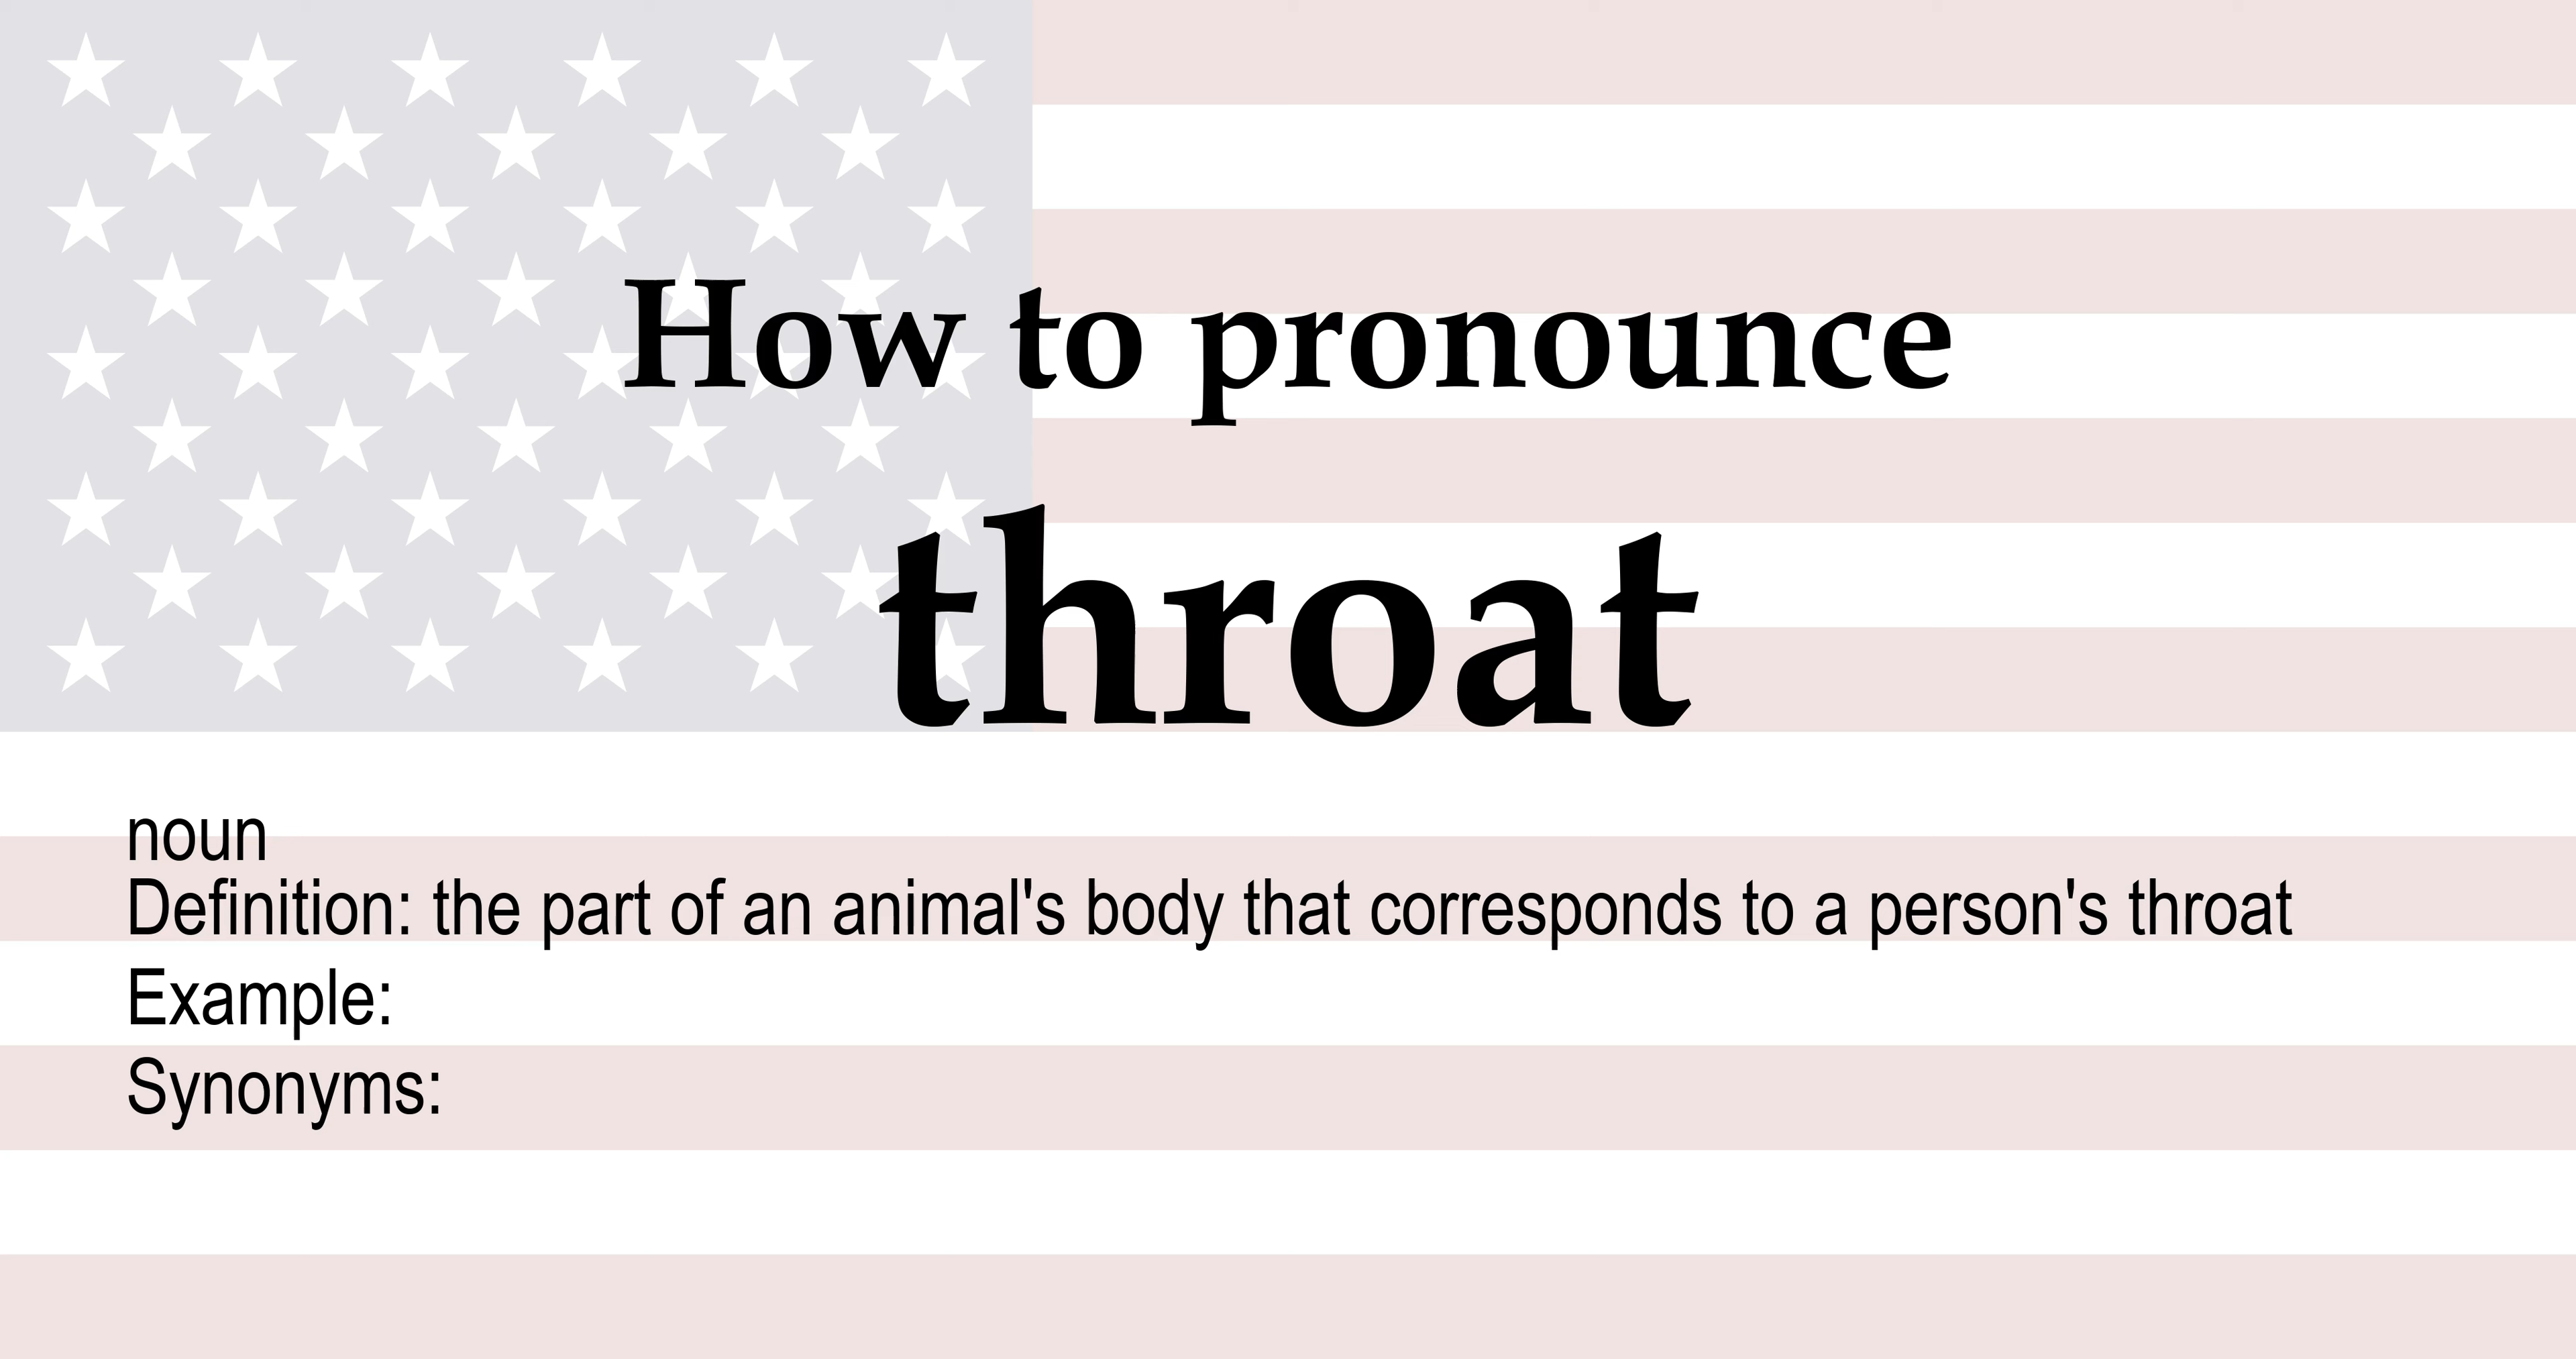 How to pronounce
throat
noun
Definition: the part of an animal's body that corresponds to a person's throat
Example:
Synonyms: